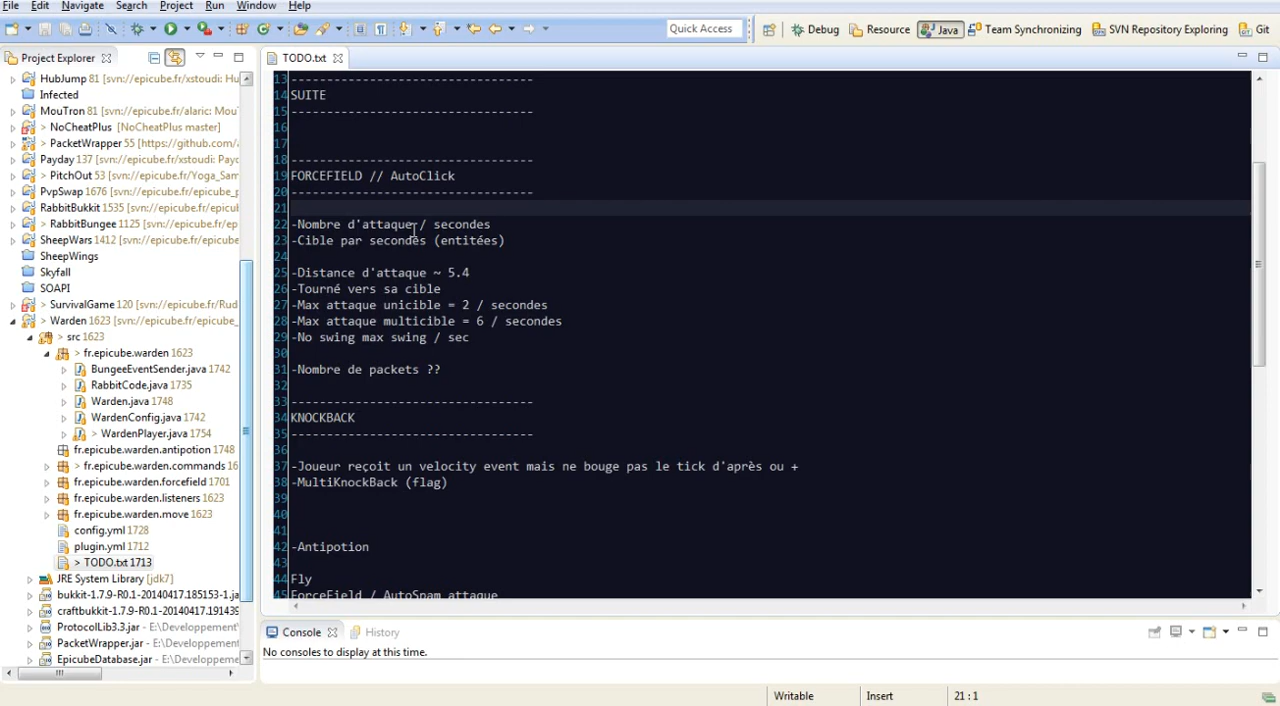 File Edit Navigate Search Project Run Window Help
Quick Access
Debug
Resource
Java
Team Synchronizing
SVN Repository Exploring
Git
Project Explorer
HubJump 81 [svn://epicube.fr/xstoudi: Hu
Infected
MouTron 81 [svn://epicube.fr/alaric: Mou
> NoCheatPlus [NoCheatPlus master]
> PacketWrapper 55 [https://github.com/
Payday 137 [svn://epicube.fr/xstoudi: Payc
> PitchOut 53 [svn://epicube.fr/Yoga_Sam
PvpSwap 1676 [svn://epicube.fr/epicube_p
RabbitBukkit 1535 [svn://epicube.fr/epicu
> RabbitBungee 1125 [svn://epicube.fr/e
SheepWars 1412 [svn://epicube.fr/epicub
SheepWings
Skyfall
SOAPI
> SurvivalGame 120 [svn://epicube.fr/Rud
> Warden 1623 [svn://epicube.fr/epicube_
> src 1623
> fr.epicube.warden 1623
BungeeEventSender.java 1742
RabbitCode.java 1735
Warden.java 1748
WardenConfig.java 1742
> WardenPlayer.java 1754
fr.epicube.warden.antipotion 1748
> fr.epicube.warden.commands 16
fr.epicube.warden.forcefield 1701
fr.epicube.warden.listeners 1623
fr.epicube.warden.move 1623
config.yml 1728
plugin.yml 1712
> TODO.txt 1713
JRE System Library [jdk7]
bukkit-1.7.9-R0.1-20140417.185153-1.ja
craftbukkit-1.7.9-R0.1-20140417.191439
ProtocolLib3.3.jar - E:\Developpement'
PacketWrapper.jar - E:\Developpement
EpicubeDatabase.jar - E:\Developpeme
TODO.txt
13 ----------------------------------
14 SUITE
15 ----------------------------------
16
17
18 ----------------------------------
19 FORCEFIELD // AutoClick
20 ----------------------------------
21
22 -Nombre d'attaque / secondes
23 -Cible par secondes (entitées)
24
25 -Distance d'attaque ~ 5.4
26 -Tourné vers sa cible
27 -Max attaque unicible = 2 / secondes
28 -Max attaque multicible = 6 / secondes
29 -No swing max swing / sec
30
31 -Nombre de packets ??
32
33 ----------------------------------
34 KNOCKBACK
35 ----------------------------------
36
37 -Joueur reçoit un velocity event mais ne bouge pas le tick d'après ou +
38 -MultiKnockBack (flag)
39
40
41
42 -Antipotion
43
44 Fly
45 ForceField / AutoSpam attaque
Console
History
No consoles to display at this time.
Writable
Insert
21 : 1